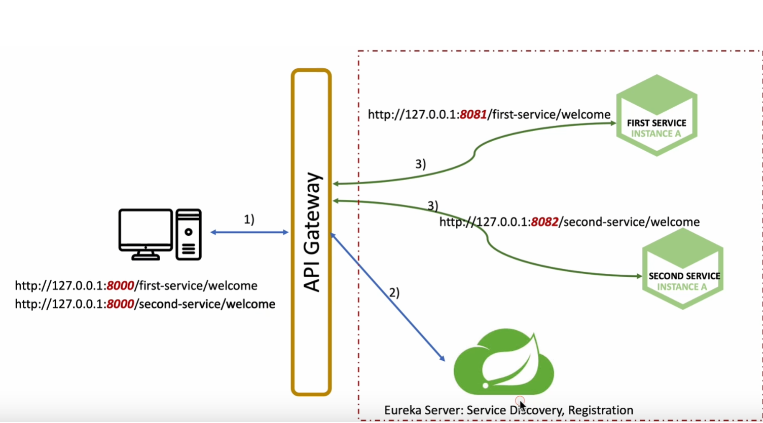 http://127.0.0.1:8081/first-service/welcome
FIRST SERVICE
INSTANCE A
3)
3)
http://127.0.0.1:8082/second-service/welcome
1)
API Gateway
SECOND SERVICE
INSTANCE A
http://127.0.0.1:8000/first-service/welcome
http://127.0.0.1:8000/second-service/welcome
2)
Eureka Server: Service Discovery, Registration